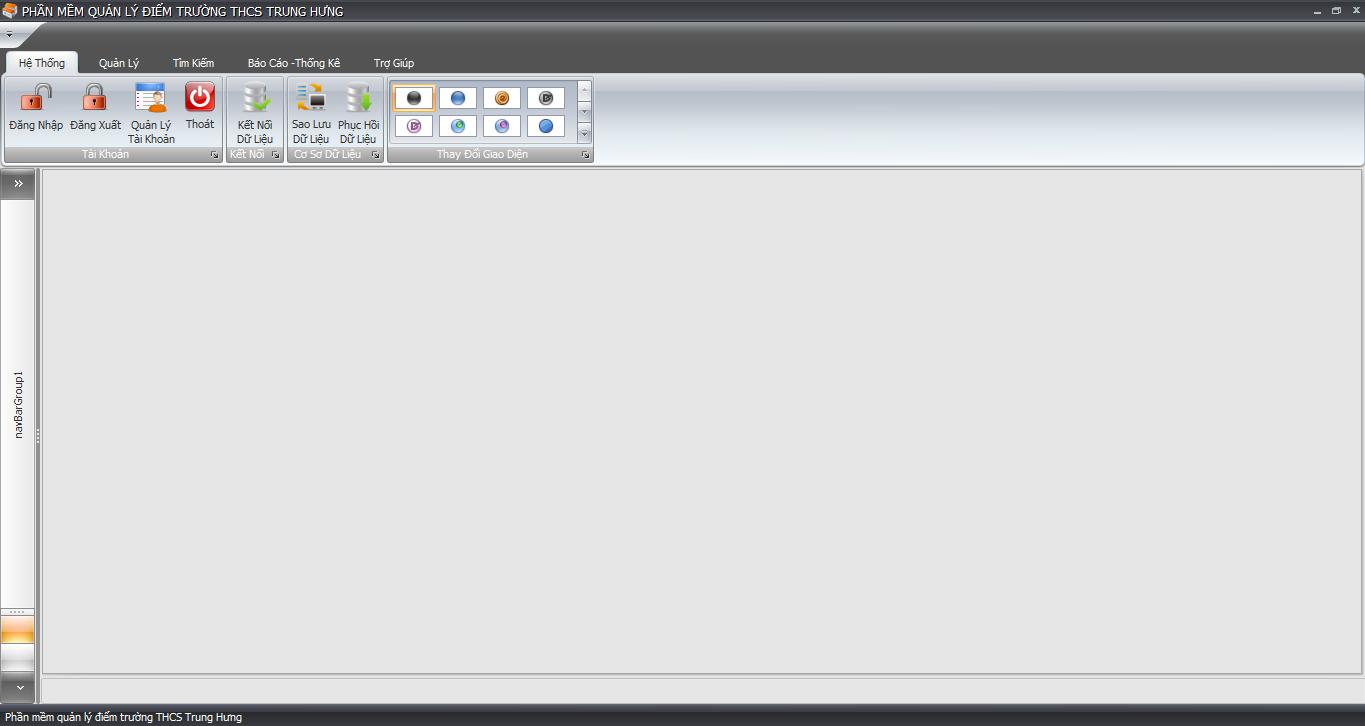 PHẦN MỀM QUẢN LÝ ĐIỂM TRƯỜNG THCS TRUNG HƯNG
Hệ Thống Quản Lý Tìm Kiếm Báo Cáo -Thống Kê Trợ Giúp
Đăng Nhập Đăng Xuất Quản Lý Tài Khoản Thoát
Kết Nối Dữ Liệu
Sao Lưu Dữ Liệu Phục Hồi Dữ Liệu
Tài Khoản Kết Nối Cơ Sơ Dữ Liệu Thay Đổi Giao Diện
navBarGroup1
Phần mềm quản lý điểm trường THCS Trung Hưng